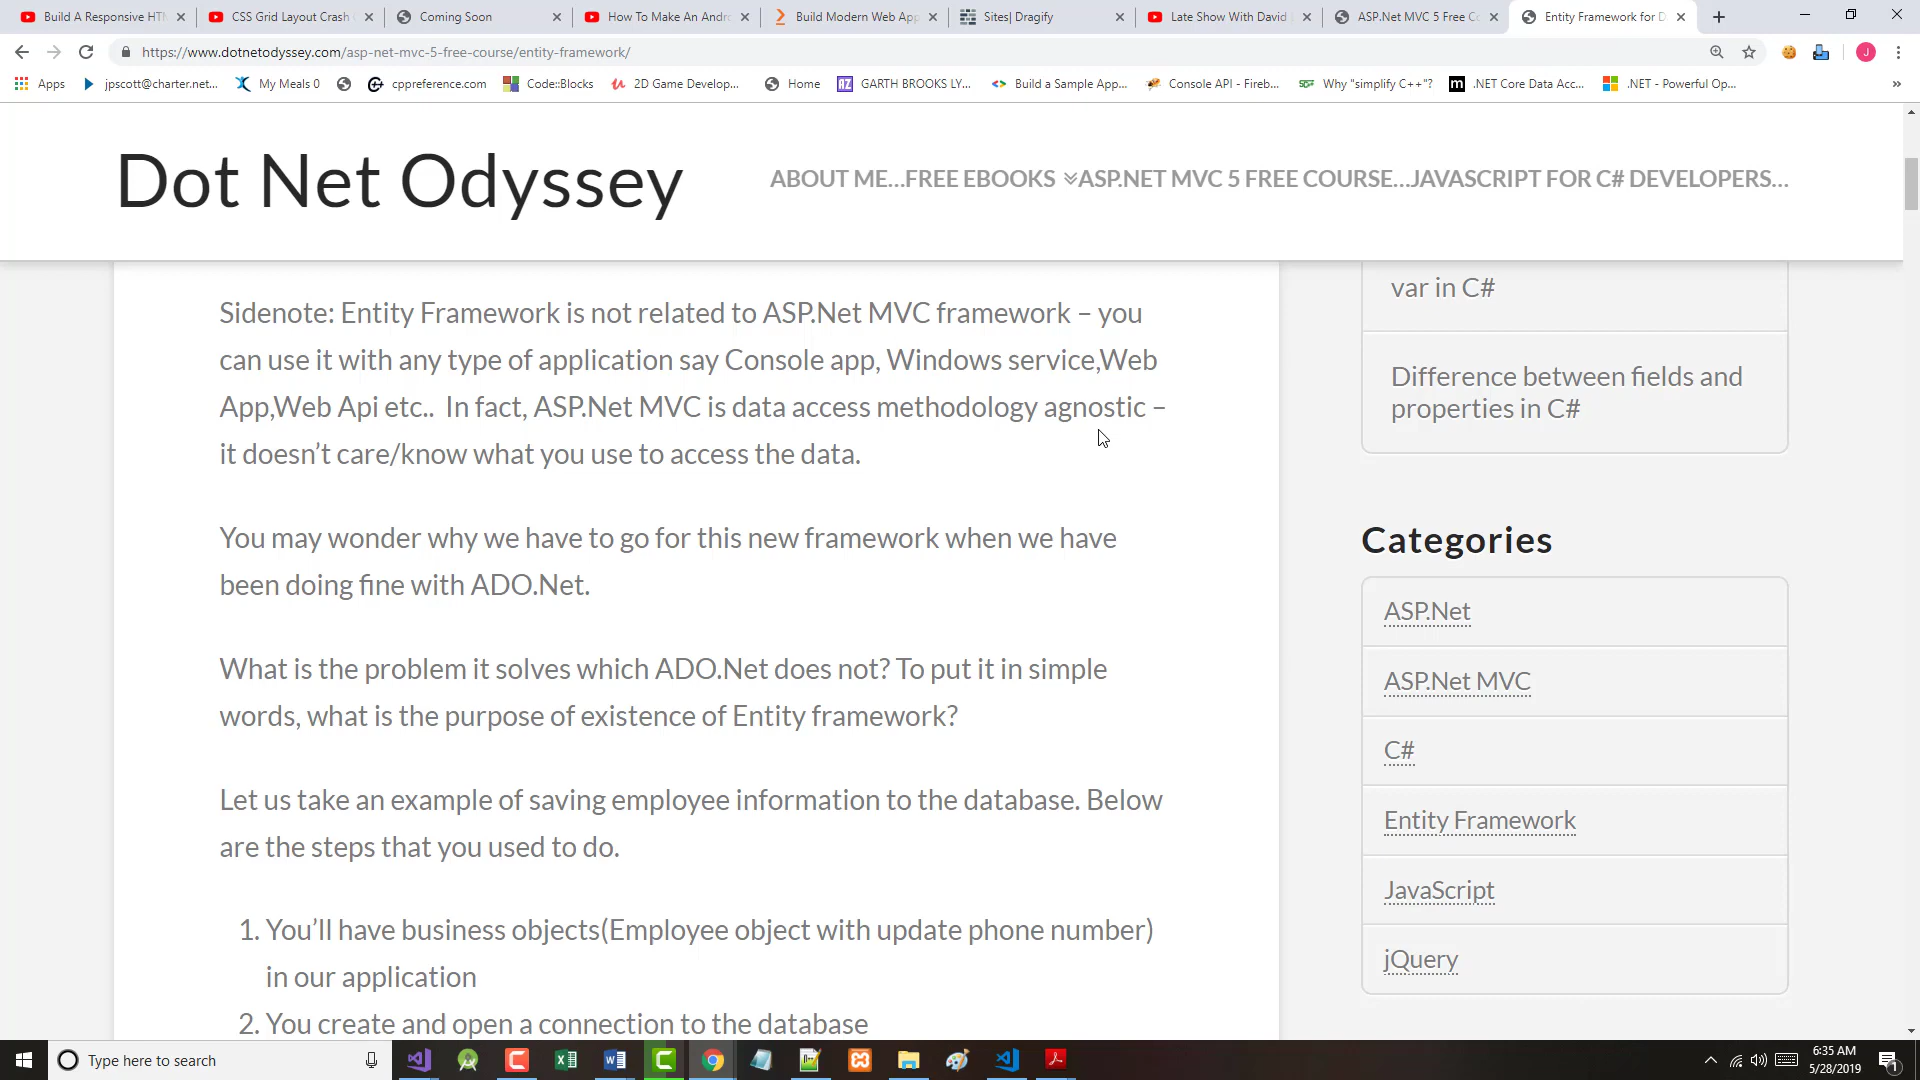 Build A Responsive HTM
CSS Grid Layout Crash
Coming Soon
How To Make An Andro
Build Modern Web App
Sites| Dragify
Late Show With David
ASP.Net MVC 5 Free Co
Entity Framework for D
https://www.dotnetodyssey.com/asp-net-mvc-5-free-course/entity-framework/
J
Apps
jpscott@charter.net...
My Meals 0
cppreference.com
Code::Blocks
2D Game Develop...
Home
AZ
GARTH BROOKS LY...
Build a Sample App...
Console API - Fireb...
Why "simplify C++"?
m
.NET Core Data Acc...
.NET - Powerful Op...
»
Dot Net Odyssey
ABOUT ME...FREE EBOOKS ASP.NET MVC 5 FREE COURSE...JAVASCRIPT FOR C# DEVELOPERS...
Sidenote: Entity Framework is not related to ASP.Net MVC framework – you
can use it with any type of application say Console app, Windows service,Web
App,Web Api etc.. In fact, ASP.Net MVC is data access methodology agnostic –
it doesn’t care/know what you use to access the data.
You may wonder why we have to go for this new framework when we have
been doing fine with ADO.Net.
What is the problem it solves which ADO.Net does not? To put it in simple
words, what is the purpose of existence of Entity framework?
Let us take an example of saving employee information to the database. Below
are the steps that you used to do.
1. You’ll have business objects(Employee object with update phone number)
in our application
2. You create and open a connection to the database
var in C#
Difference between fields and
properties in C#
Categories
ASP.Net
ASP.Net MVC
C#
Entity Framework
JavaScript
jQuery
Type here to search
6:35 AM
5/28/2019
1